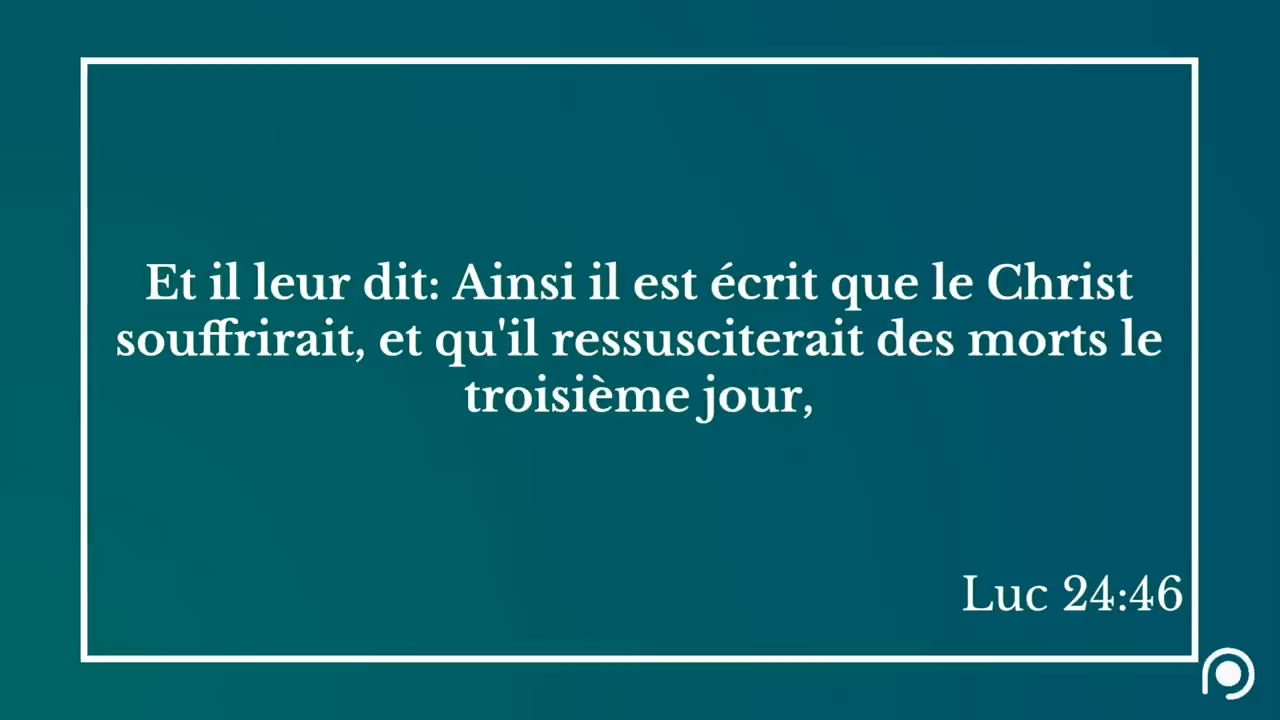 Et il leur dit: Ainsi il est écrit que le Christ
souffrirait, et qu'il ressusciterait des morts le
troisième jour,
Luc 24:46